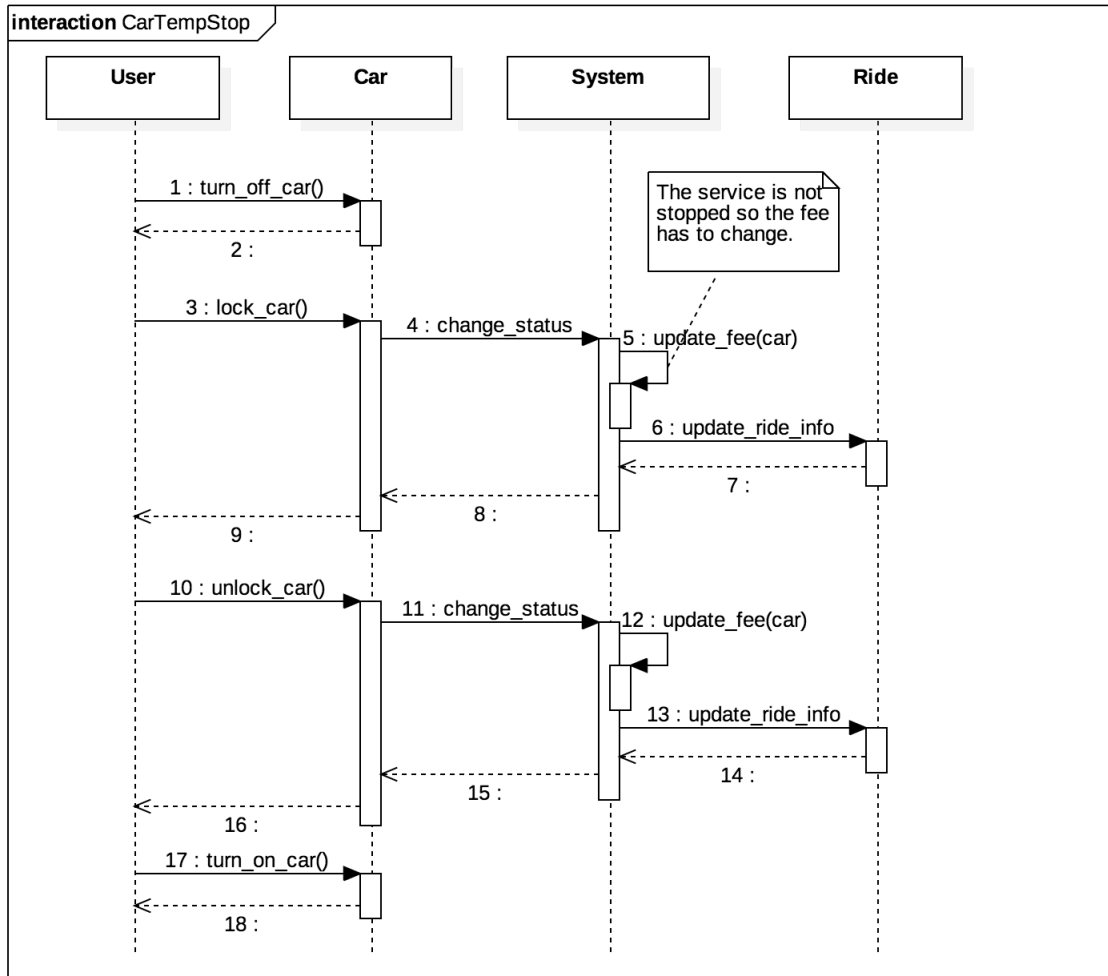 interaction CarTempStop
User
Car
System
Ride
1 : turn_off_car()
The service is not
stopped so the fee
has to change.
2 :
3 : lock_car()
4 : change_status
5 : update_fee(car)
6 : update_ride_info
7 :
8 :
9 :
10 : unlock_car()
11 : change_status
12 : update_fee(car)
13 : update_ride_info
14 :
15 :
16 :
17 : turn_on_car()
18 :